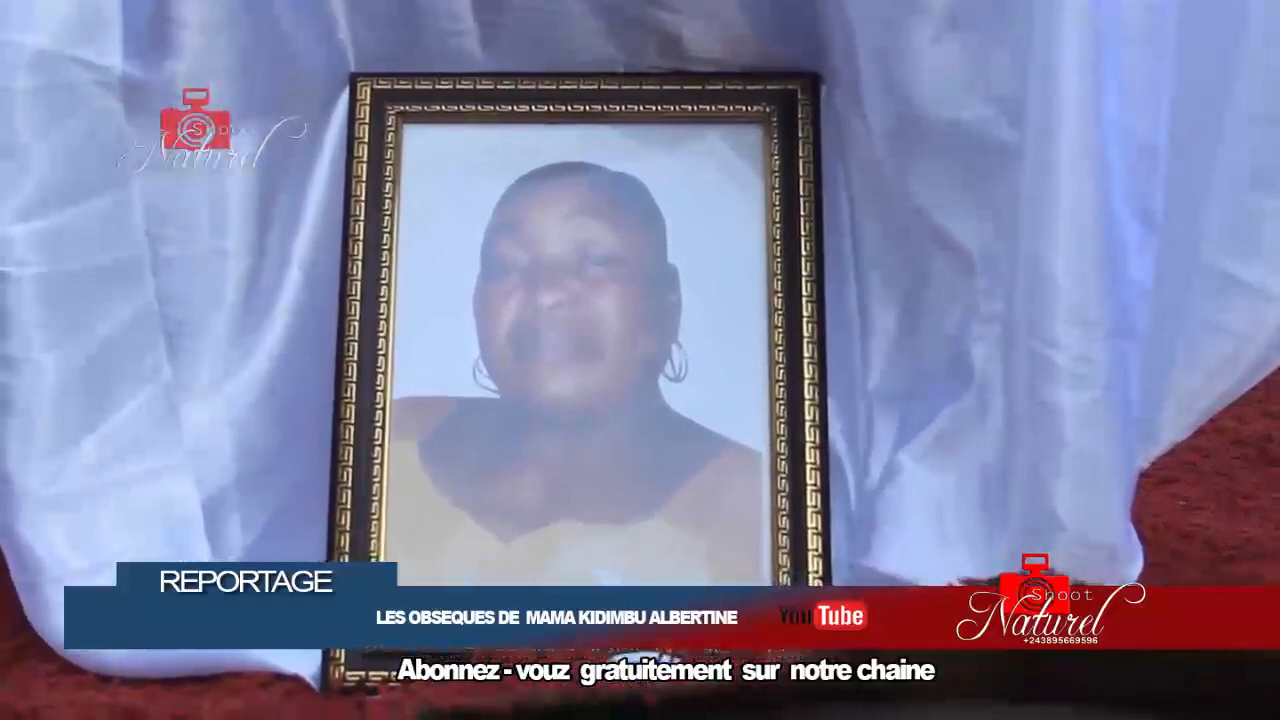 Shoot
Naturel
REPORTAGE
LES OBSEQUES DE MAMA KIDIMBU ALBERTINE
YouTube
Shoot
Naturel
+243895669596
Abonnez-vouz gratuitement sur notre chaine